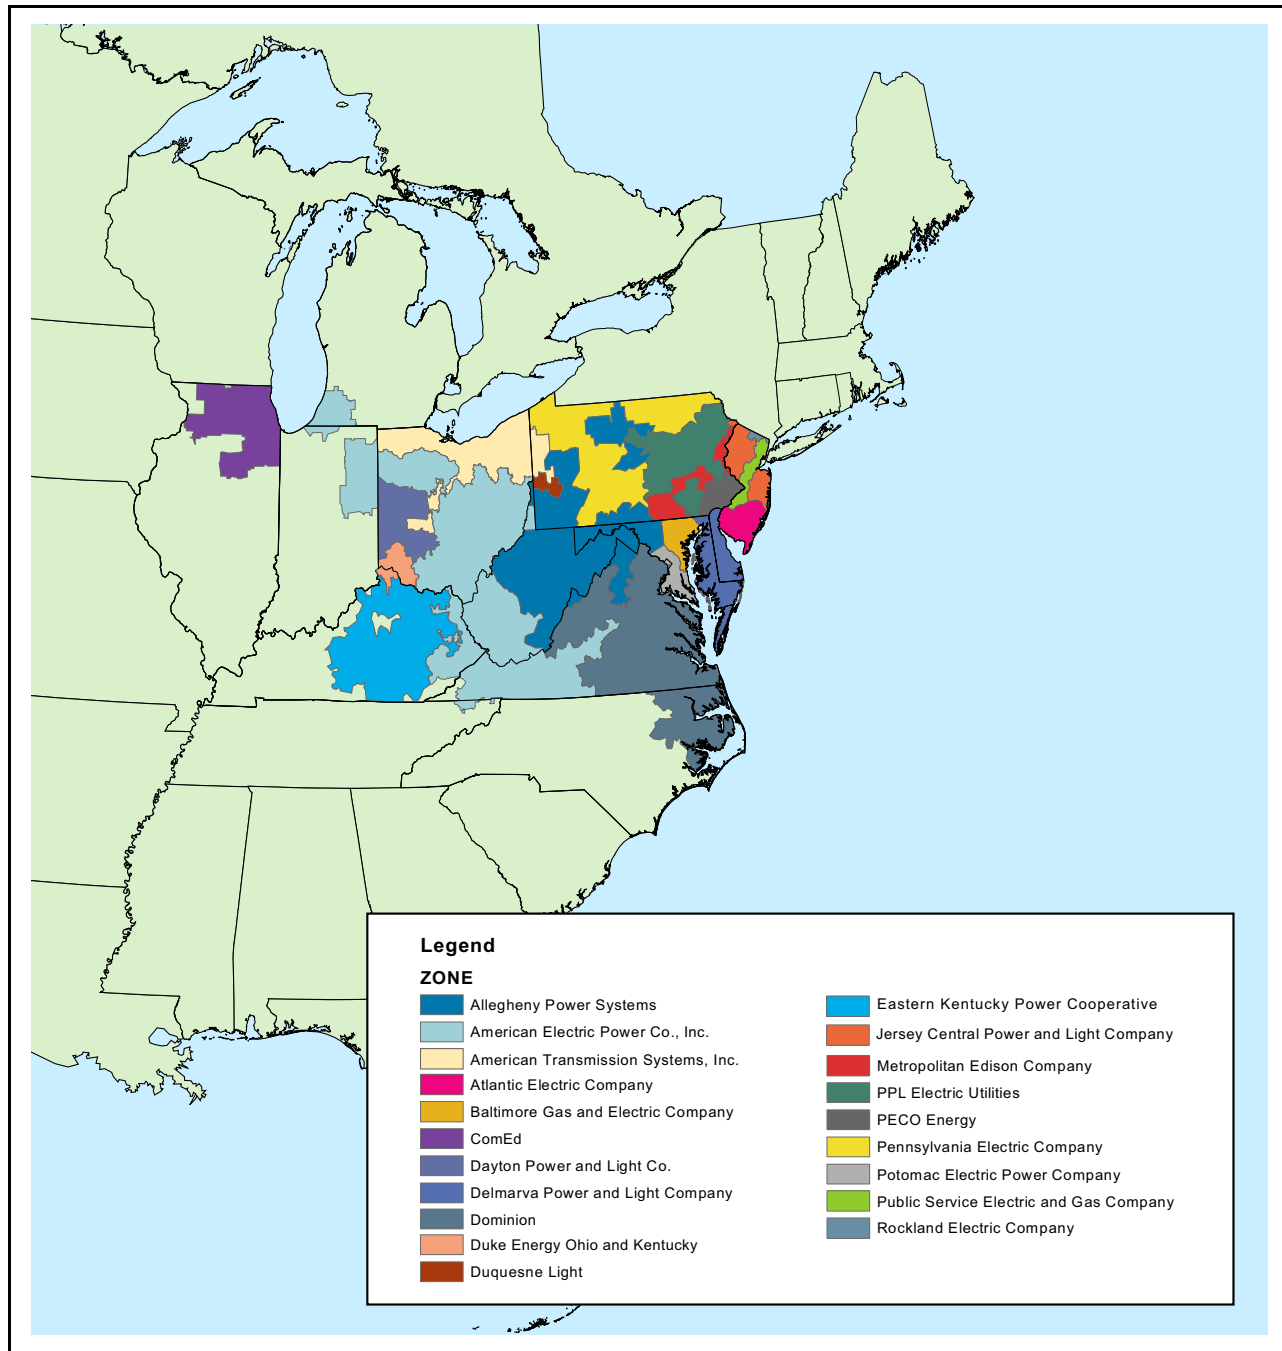 Legend
ZONE
Allegheny Power Systems
American Electric Power Co., Inc.
American Transmission Systems, Inc.
Atlantic Electric Company
Baltimore Gas and Electric Company
ComEd
Dayton Power and Light Co.
Delmarva Power and Light Company
Dominion
Duke Energy Ohio and Kentucky
Duquesne Light
Eastern Kentucky Power Cooperative
Jersey Central Power and Light Company
Metropolitan Edison Company
PPL Electric Utilities
PECO Energy
Pennsylvania Electric Company
Potomac Electric Power Company
Public Service Electric and Gas Company
Rockland Electric Company